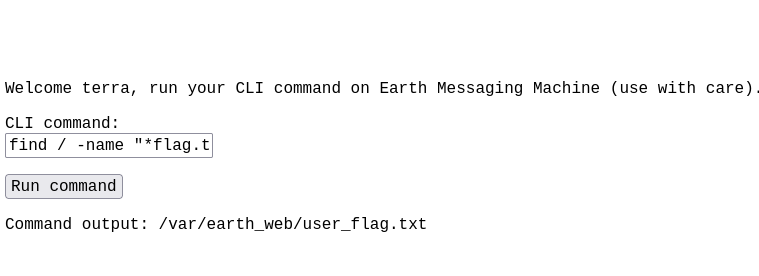 Welcome terra, run your CLI command on Earth Messaging Machine (use with care).
CLI command:
find / -name "*flag.t
Run command
Command output: /var/earth_web/user_flag.txt